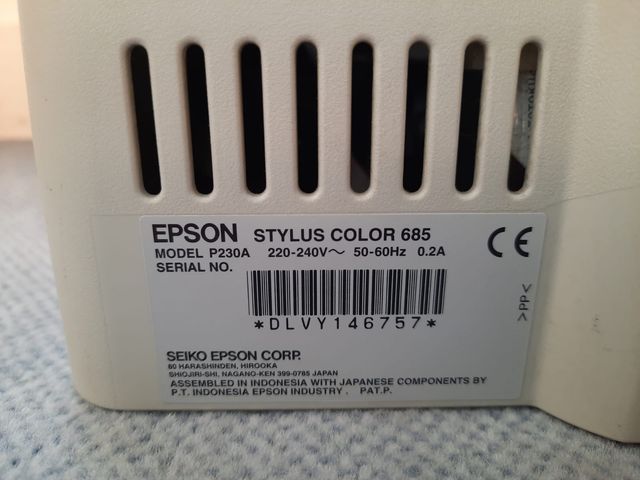 EPSON STYLUS COLOR 685
MODEL P230A 220-240V～ 50-60Hz 0.2A
SERIAL NO.
*DLVY146757*
SEIKO EPSON CORP.
80 HARASHINDEN, HIROOKA
SHIOJIRI-SHI, NAGANO-KEN 399-0785 JAPAN
ASSEMBLED IN INDONESIA WITH JAPANESE COMPONENTS BY
P.T. INDONESIA EPSON INDUSTRY . PAT.P.
CE
>PP<